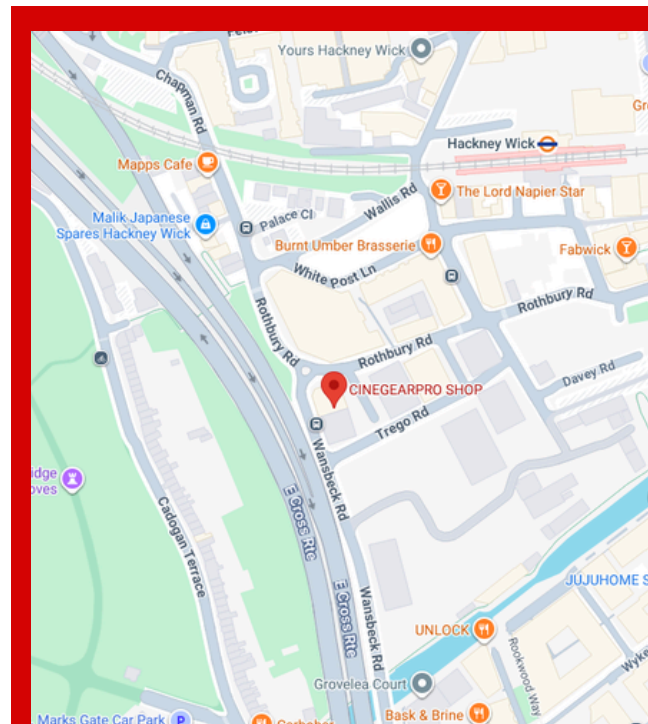 Yours Hackney Wick
Chapman Rd
Hackney Wick
Mapps Cafe
The Lord Napier Star
Wallis Rd
Palace Cl
Malik Japanese
Spares Hackney Wick
Burnt Umber Brasserie
Fabwick
White Post Ln
Rothbury Rd
Rothbury Rd
Rothbury Rd
Davey Rd
CINEGEARPRO SHOP
Trego Rd
Wansbeck Rd
idge
oves
E Cross Rte
Cadogan Terrace
E Cross Rte
Wansbeck Rd
JUJUHOME S
UNLOCK
Rookwood Way
Wyke
Grovelea Court
Bask & Brine
Marks Gate Car Park
P